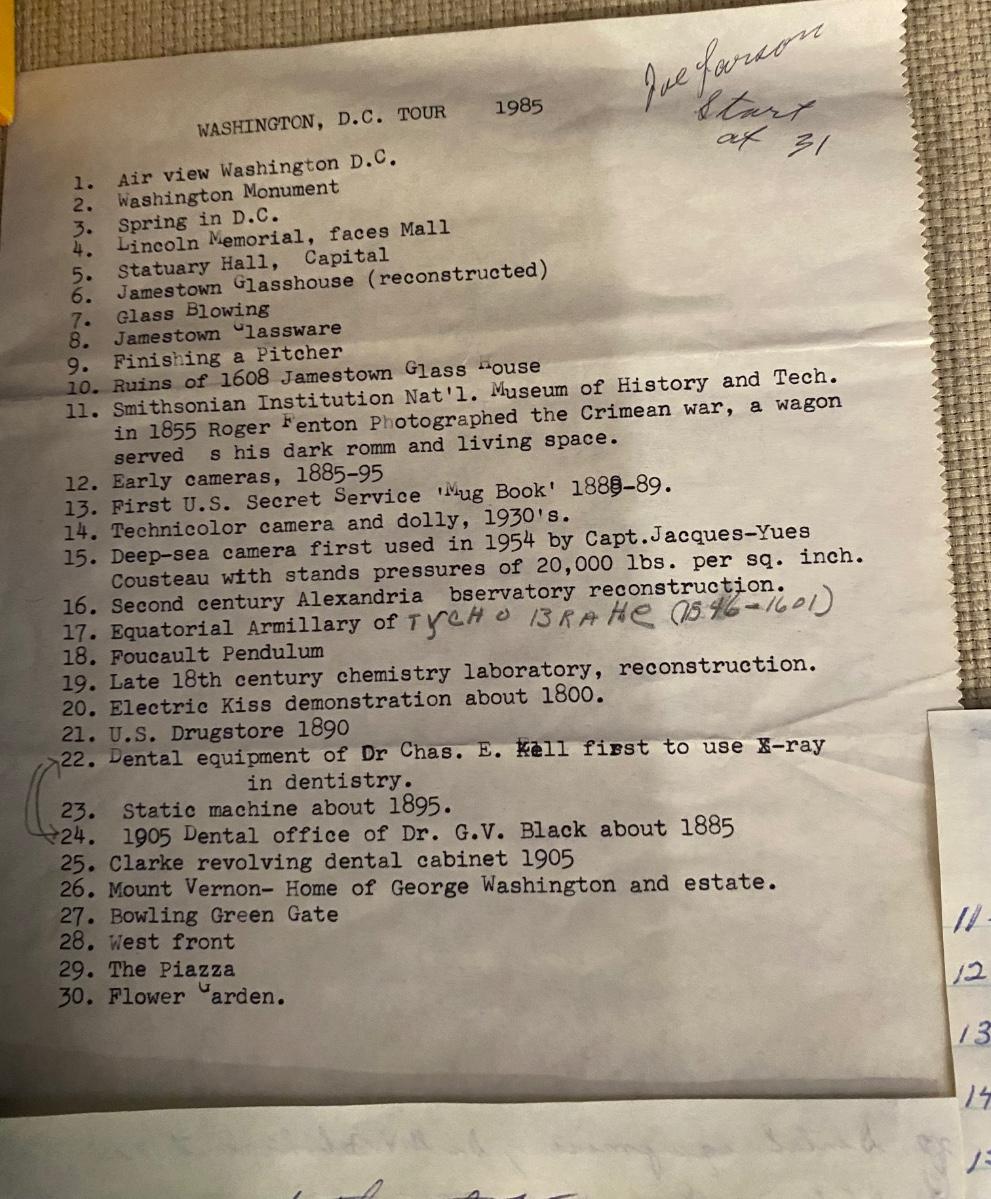 Joe
Start
at 31
WASHINGTON, D.C. TOUR 1985
1. Air view Washington D.C.
2. Washington Monument
3. Spring in D.C.
4. Lincoln Memorial, faces Mall
5. Statuary Hall, Capital
6. Jamestown Glasshouse (reconstructed)
7. Glass Blowing
8. Jamestown Glassware
9. Finishing a Pitcher
10. Ruins of 1608 Jamestown Glass House
11. Smithsonian Institution Nat'l. Museum of History and Tech.
in 1855 Roger Fenton Photographed the Crimean war, a wagon
served s his dark romm and living space.
12. Early cameras, 1885-95
13. First U.S. Secret Service 'Mug Book' 1889-89.
14. Technicolor camera and dolly, 1930's.
15. Deep-sea camera first used in 1954 by Capt.Jacques-Yues
Cousteau with stands pressures of 20,000 lbs. per sq. inch.
16. Second century Alexandria bservatory reconstruction.
17. Equatorial Armillary of TYCHO BRAHE (1546-1601)
18. Foucault Pendulum
19. Late 18th century chemistry laboratory, reconstruction.
20. Electric Kiss demonstration about 1800.
21. U.S. Drugstore 1890
22. Dental equipment of Dr Chas. E. Kell first to use X-ray
in dentistry.
23. Static machine about 1895.
24. 1905 Dental office of Dr. G.V. Black about 1885
25. Clarke revolving dental cabinet 1905
26. Mount Vernon- Home of George Washington and estate.
27. Bowling Green Gate
28. West front
29. The Piazza
30. Flower Garden.
11
12
13
14